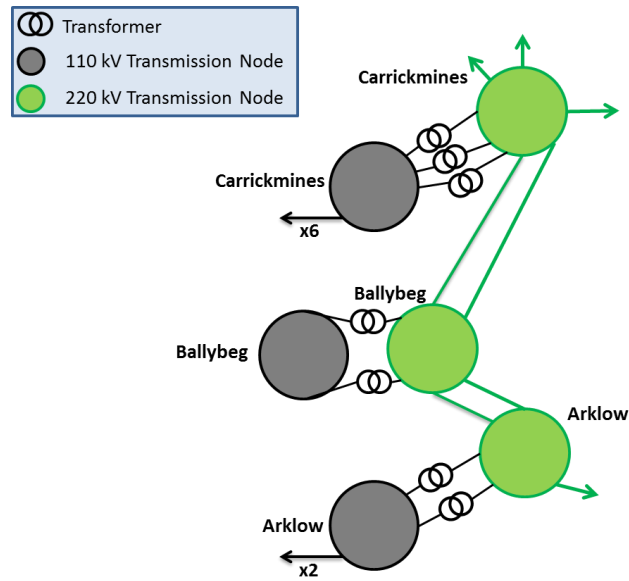 Transformer
110 kV Transmission Node
220 kV Transmission Node
Carrickmines
Carrickmines
x6
Ballybeg
Ballybeg
Arklow
Arklow
x2